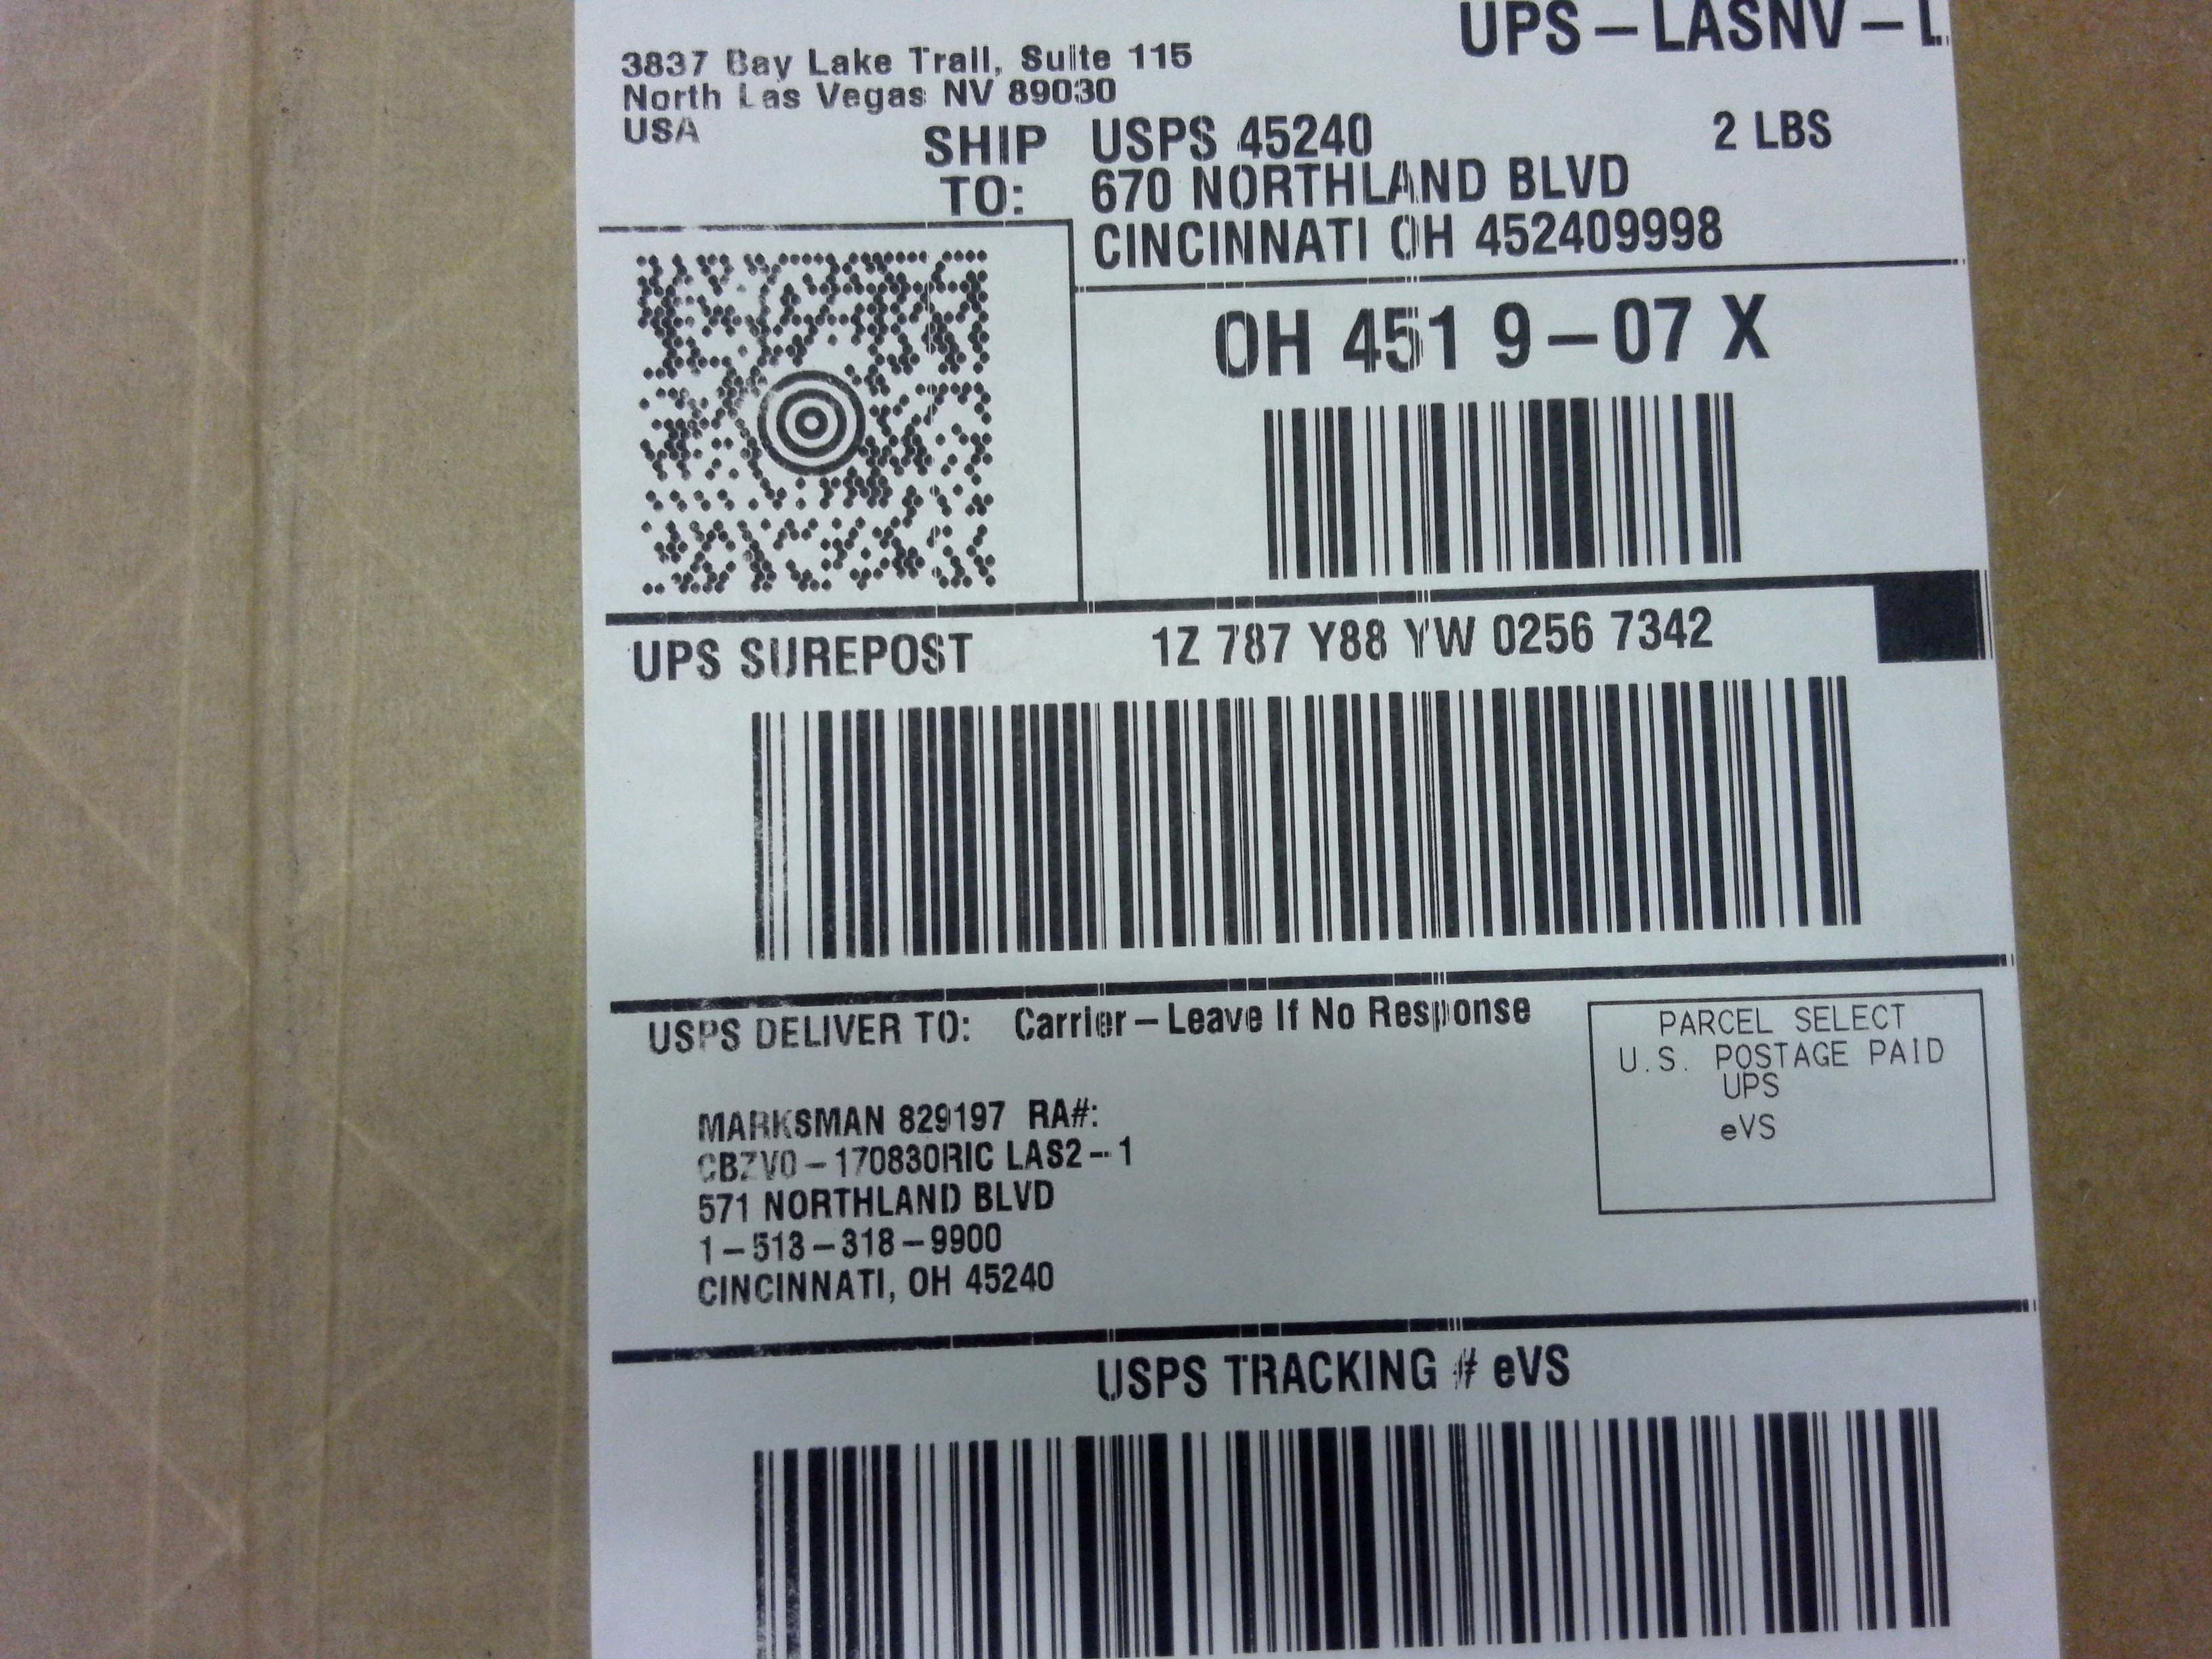 UPS - LASNV - L
3837 Bay Lake Trail, Suite 115
North Las Vegas NV 89030
USA
2 LBS
SHIP TO:
USPS 45240
670 NORTHLAND BLVD
CINCINNATI OH 452409998
OH 451 9-07 X
UPS SUREPOST 1Z 787 Y88 YW 0256 7342
USPS DELIVER TO: Carrier - Leave If No Response
PARCEL SELECT
U.S. POSTAGE PAID
UPS
eVS
MARKSMAN 829197 RA#:
CBZV0-170830RIC LAS2-1
571 NORTHLAND BLVD
1-513-318-9900
CINCINNATI, OH 45240
USPS TRACKING # eVS